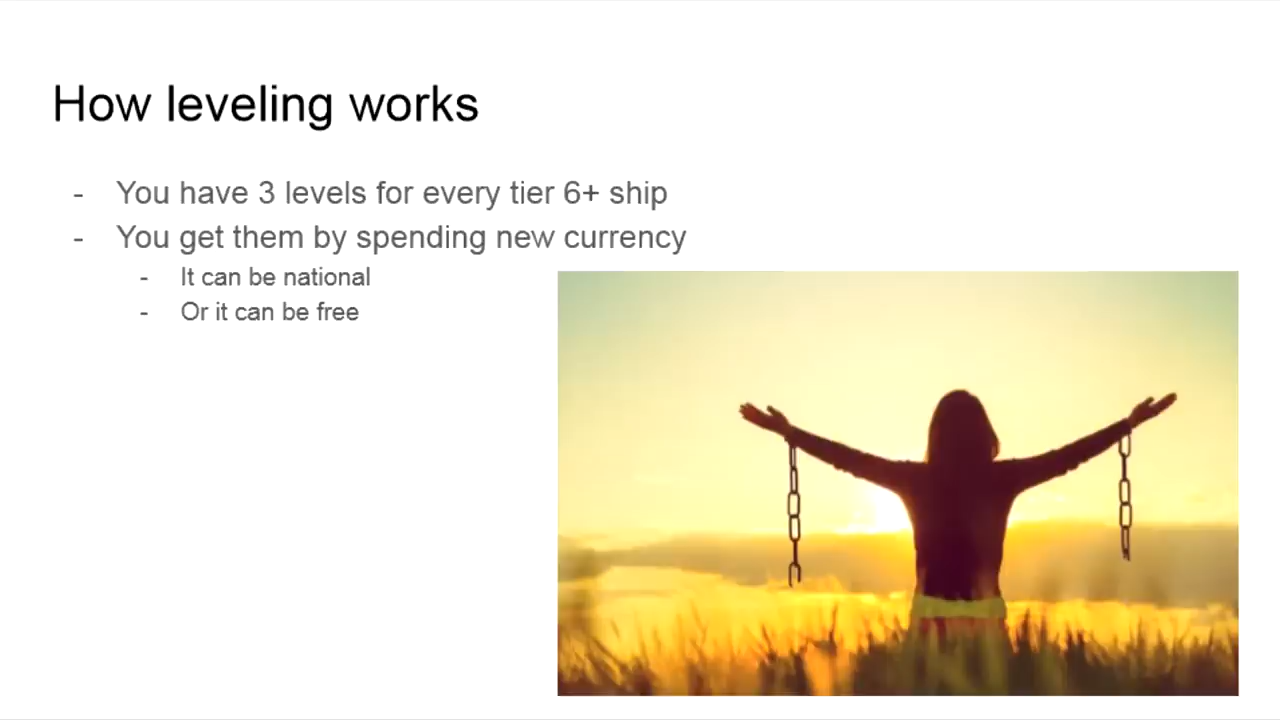 How leveling works
- You have 3 levels for every tier 6+ ship
- You get them by spending new currency
- It can be national
- Or it can be free